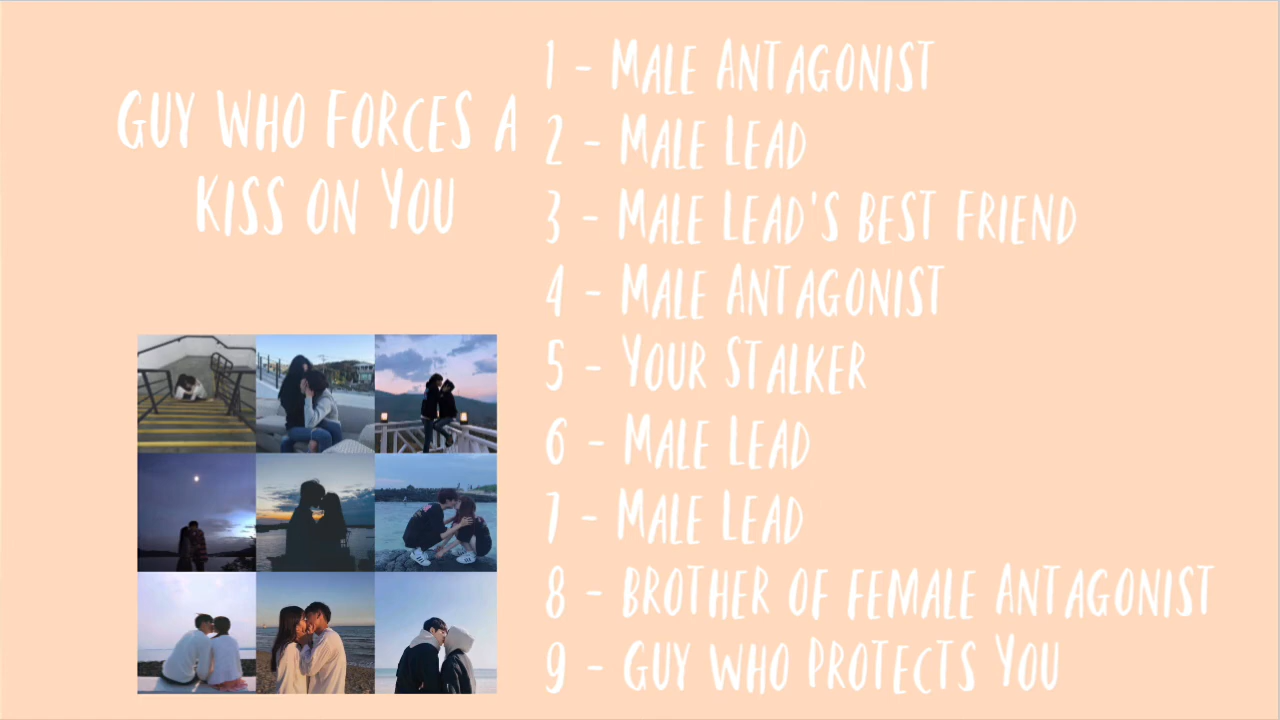 Guy Who Forces a
Kiss on You
1 - Male Antagonist
2 - Male Lead
3 - Male Lead's Best Friend
4 - Male Antagonist
5 - Your Stalker
6 - Male Lead
7 - Male Lead
8 - Brother of Female Antagonist
9 - Guy Who Protects You